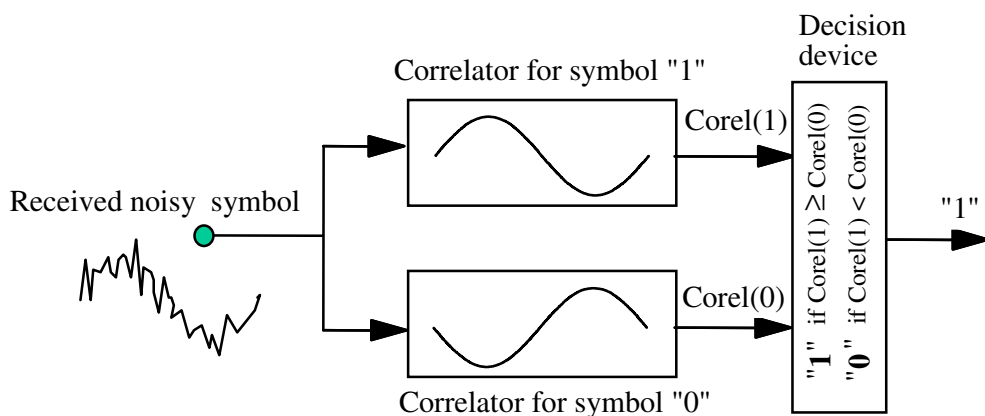 Decision
device
Correlator for symbol "1"
Corel(1)
Received noisy symbol
"1" if Corel(1) ≥ Corel(0)
"0" if Corel(1) < Corel(0)
"1"
Corel(0)
Correlator for symbol "0"